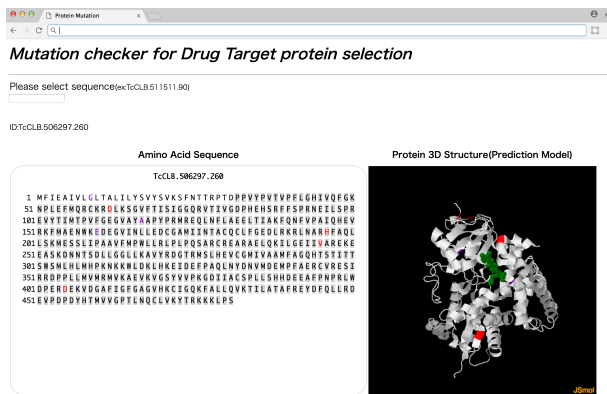 Protein Mutation
Mutation checker for Drug Target protein selection
Please select sequence(ex:TcCLB.511511.90)
ID:TcCLB.506297.260
Amino Acid Sequence
Protein 3D Structure(Prediction Model)
TcCLB.506297.260
1 MFIEAIVLGLTALILYSVYSVKSFNTTRPTDPPVYPVTVPFLGHIVQFGK
51 NPLEFMQRCKRDLKSGVFTISIGGQRVTIVGDPHEHSRFFSPRNEILSPR
101 EVYTIMTPVFGEGVAYAAPYPRMREQLNFLAEELTIAKFQNFVPAIQHEV
151 RKFMAENWKEDEGVINLLEDCGAMIINTACQCLFGEDLRKRLNARHFAQL
201 LSKMESSLIPAAVFMPWLLRLPLPQSARCREARAELQKILGEIIVAREKE
251 EASKDNNTSDLLGGLLKAVYRDGTRMSLHEVCGMIVAAMFAGQHTSTITT
301 SWSMLHLMHPKNKKWLDKLHKEIDEFPAQLNYDNVMDEMPFAERCVRESI
351 RRDPPLLMVMRMVKAEVKVGSYVVPKGDIIACSPLLSHHDEEAFPNPRLW
401 DPERDEKVDGAFIGFGAGVHKCIGQKFALLQVKTILATAFREYDFQLLRD
451 EVPDPDYHTMVVGPTLNQCLVKYTRKKKLPS
JSmol